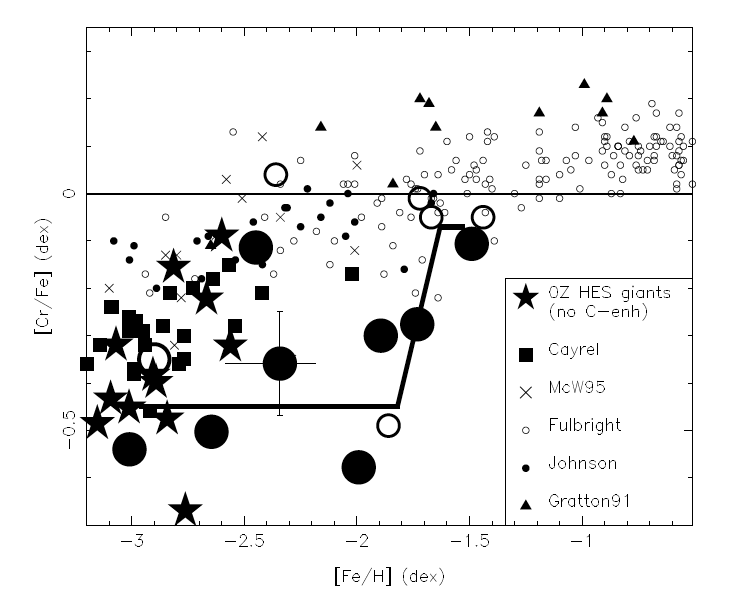 0
−0.5
[Cr/Fe] (dex)
−3
−2.5
−2
−1.5
−1
[Fe/H] (dex)
OZ HES giants
(no C−enh)
Cayrel
McW95
Fulbright
Johnson
Gratton91